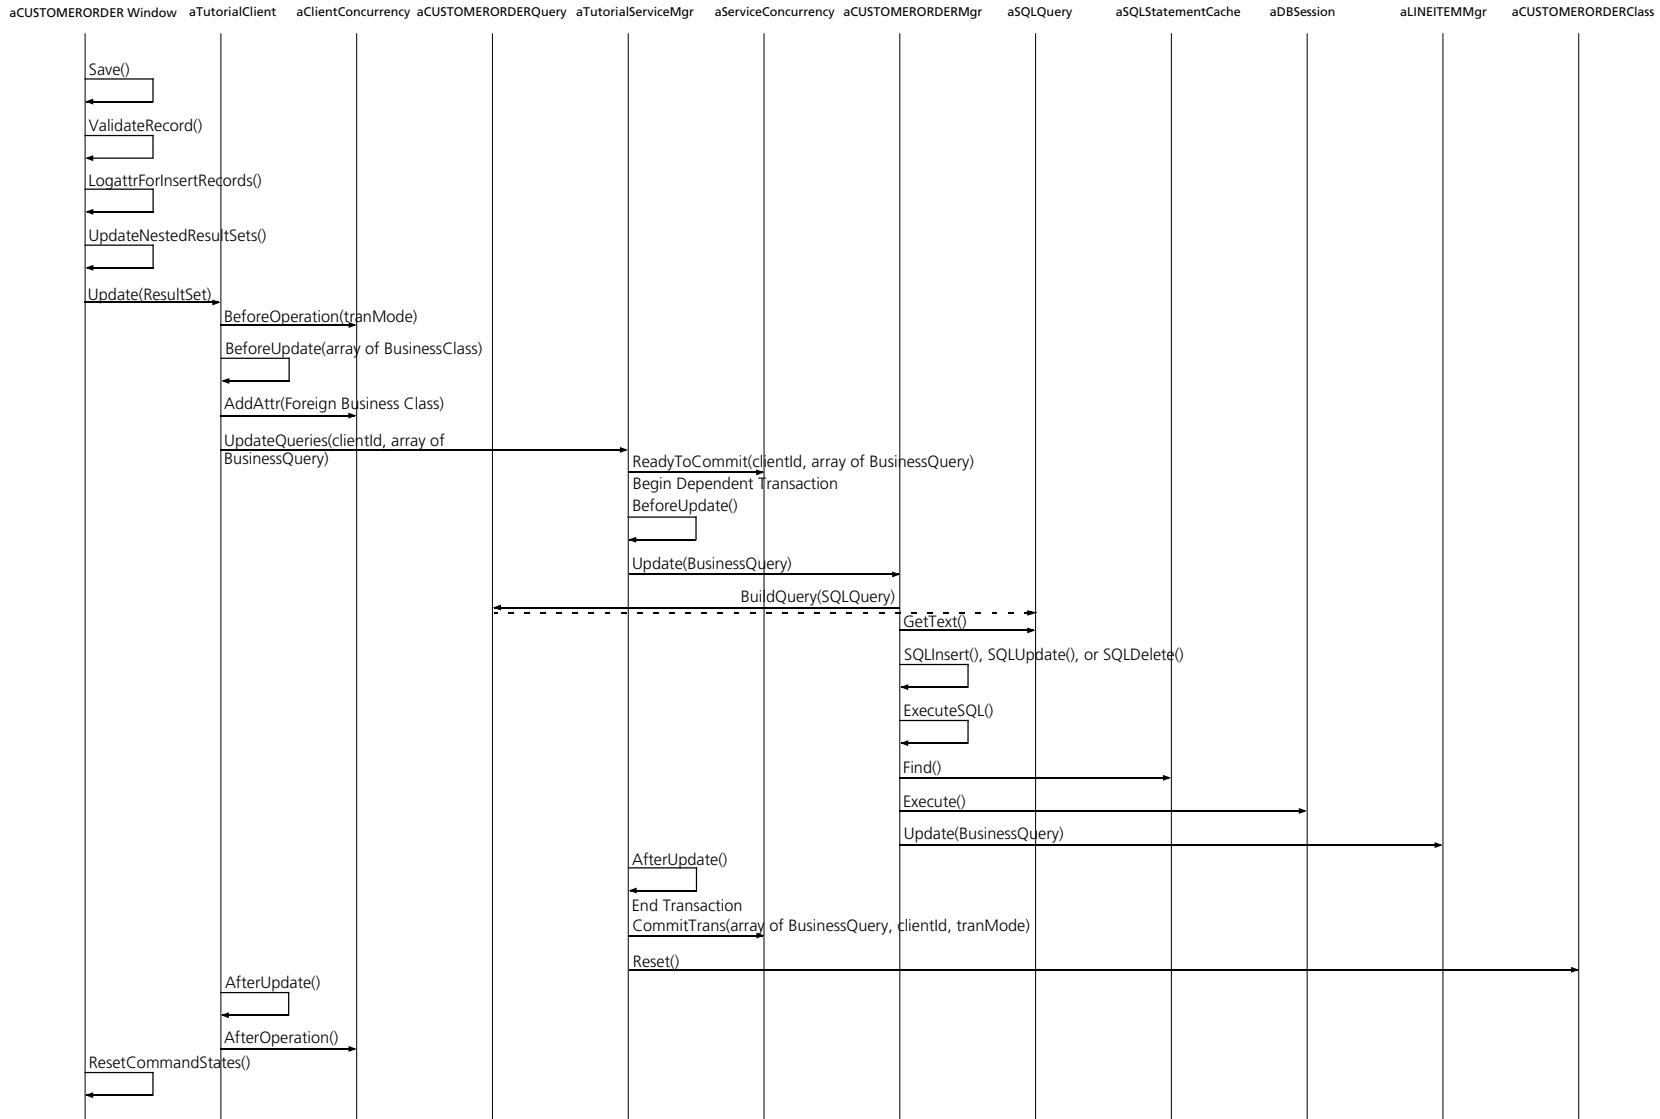 aCUSTOMERORDER Window aTutorialClient aClientConcurrency aCUSTOMERORDERQuery aTutorialServiceMgr aServiceConcurrency aCUSTOMERORDERMgr aSQLQuery aSQLStatementCache aDBSession aLINEITEMMgr aCUSTOMERORDERClass
Save()
ValidateRecord()
LogattrForInsertRecords()
UpdateNestedResultSets()
Update(ResultSet)
BeforeOperation(tranMode)
BeforeUpdate(array of BusinessClass)
AddAttr(Foreign Business Class)
UpdateQueries(clientId, array of
BusinessQuery)
ReadyToCommit(clientId, array of BusinessQuery)
Begin Dependent Transaction
BeforeUpdate()
Update(BusinessQuery)
BuildQuery(SQLQuery)
GetText()
SQLInsert(), SQLUpdate(), or SQLDelete()
ExecuteSQL()
Find()
Execute()
Update(BusinessQuery)
AfterUpdate()
End Transaction
CommitTrans(array of BusinessQuery, clientId, tranMode)
Reset()
AfterUpdate()
AfterOperation()
ResetCommandStates()